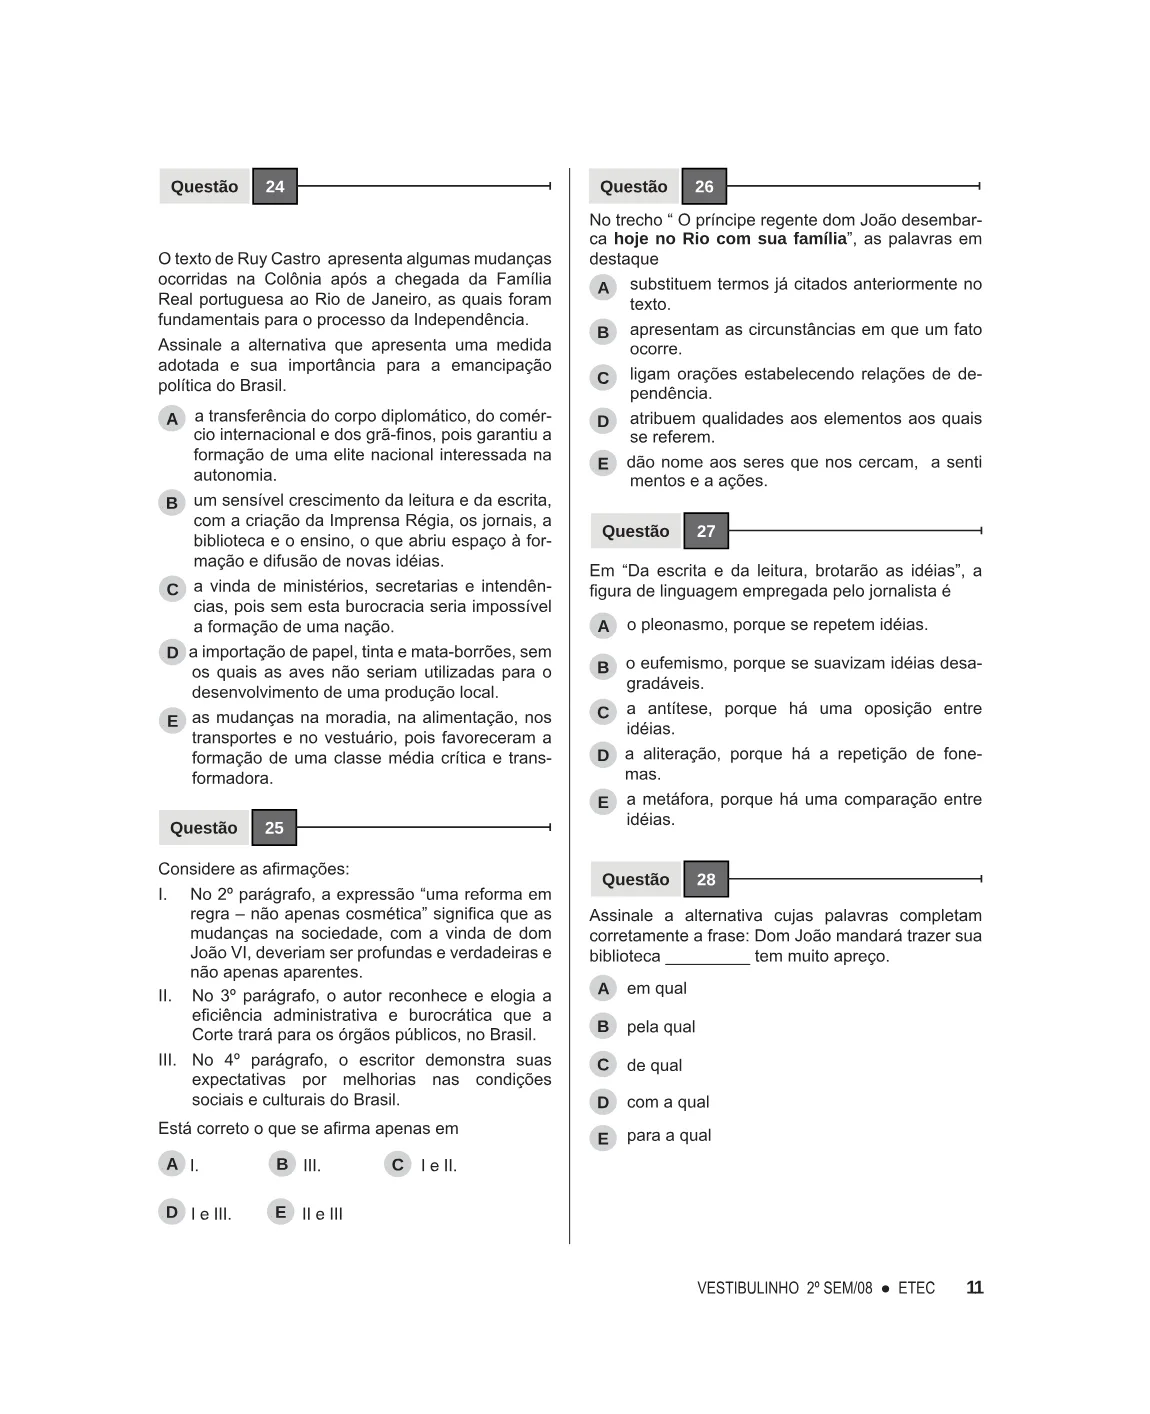 Questão 24
O texto de Ruy Castro apresenta algumas mudanças
ocorridas na Colônia após a chegada da Família
Real portuguesa ao Rio de Janeiro, as quais foram
fundamentais para o processo da Independência.
Assinale a alternativa que apresenta uma medida
adotada e sua importância para a emancipação
política do Brasil.
A a transferência do corpo diplomático, do comér-
cio internacional e dos grã-finos, pois garantiu a
formação de uma elite nacional interessada na
autonomia.
B um sensível crescimento da leitura e da escrita,
com a criação da Imprensa Régia, os jornais, a
biblioteca e o ensino, o que abriu espaço à for-
mação e difusão de novas idéias.
C a vinda de ministérios, secretarias e intendên-
cias, pois sem esta burocracia seria impossível
a formação de uma nação.
D a importação de papel, tinta e mata-borrões, sem
os quais as aves não seriam utilizadas para o
desenvolvimento de uma produção local.
E as mudanças na moradia, na alimentação, nos
transportes e no vestuário, pois favoreceram a
formação de uma classe média crítica e trans-
formadora.
Questão 25
Considere as afirmações:
I. No 2º parágrafo, a expressão “uma reforma em
regra – não apenas cosmética” significa que as
mudanças na sociedade, com a vinda de dom
João VI, deveriam ser profundas e verdadeiras e
não apenas aparentes.
II. No 3º parágrafo, o autor reconhece e elogia a
eficiência administrativa e burocrática que a
Corte trará para os órgãos públicos, no Brasil.
III. No 4º parágrafo, o escritor demonstra suas
expectativas por melhorias nas condições
sociais e culturais do Brasil.
Está correto o que se afirma apenas em
A I. B III. C I e II.
D I e III. E II e III
Questão 26
No trecho “ O príncipe regente dom João desembar-
ca hoje no Rio com sua família”, as palavras em
destaque
A substituem termos já citados anteriormente no
texto.
B apresentam as circunstâncias em que um fato
ocorre.
C ligam orações estabelecendo relações de de-
pendência.
D atribuem qualidades aos elementos aos quais
se referem.
E dão nome aos seres que nos cercam, a senti
mentos e a ações.
Questão 27
Em “Da escrita e da leitura, brotarão as idéias”, a
figura de linguagem empregada pelo jornalista é
A o pleonasmo, porque se repetem idéias.
B o eufemismo, porque se suavizam idéias desa-
gradáveis.
C a antítese, porque há uma oposição entre
idéias.
D a aliteração, porque há a repetição de fone-
mas.
E a metáfora, porque há uma comparação entre
idéias.
Questão 28
Assinale a alternativa cujas palavras completam
corretamente a frase: Dom João mandará trazer sua
biblioteca _________ tem muito apreço.
A em qual
B pela qual
C de qual
D com a qual
E para a qual
VESTIBULINHO 2º SEM/08 ● ETEC 11